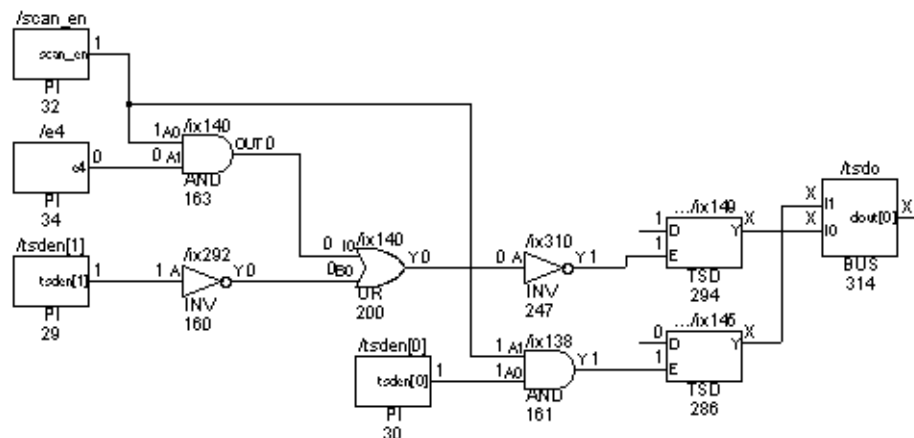 /scan_en
scan_en
1
PI
32
/e4
e4
0
PI
34
/tsden[1]
tsden[1]
1
PI
29
1 A0
0 A1
/ix140
OUT 0
AND
163
1 A
/ix292
Y 0
INV
160
0 I0
0 B0
/ix140
Y 0
OR
200
/tsden[0]
tsden[0]
1
PI
30
0 A
/ix310
Y 1
INV
247
1 A1
1 A0
/ix138
Y 1
AND
161
.../ix149
1 D
1 E
Y X
TSD
294
.../ix145
0 D
1 E
Y X
TSD
286
/tsdo
X I1
X I0
dout[0] X
BUS
314